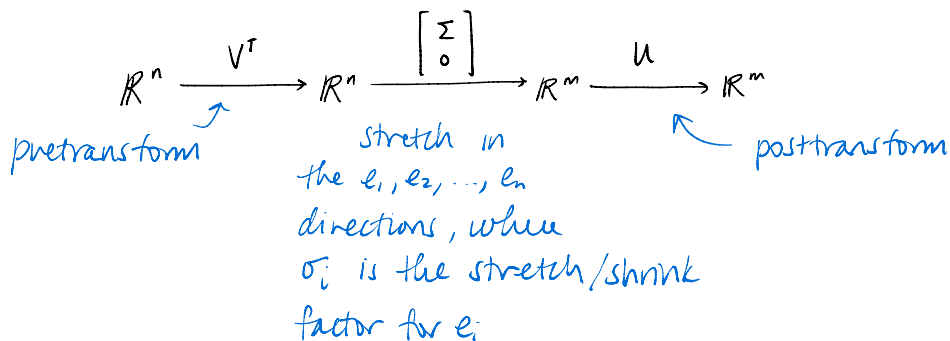 V^T [Σ 0] U
ℝⁿ → ℝⁿ → ℝᵐ → ℝᵐ
pretransform
posttransform
stretch in
the e₁, e₂, ..., eₙ
directions, where
σᵢ is the stretch/shrink
factor for eᵢ